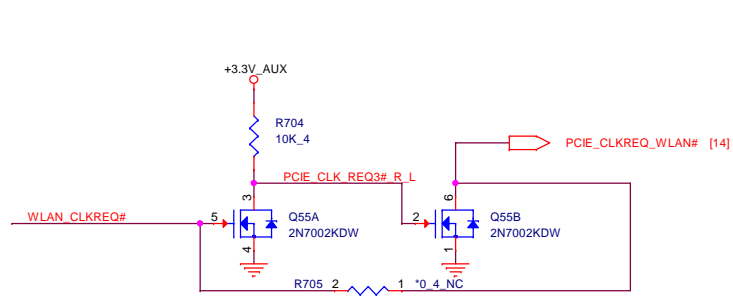 +3.3V_AUX
R704
10K_4
PCIE_CLKREQ_WLAN# [14]
PCIE_CLK_REQ3#_R_L
3
6
WLAN_CLKREQ#
5
Q55A
2N7002KDW
2
Q55B
2N7002KDW
4
1
R705 2
1 *0_4_NC